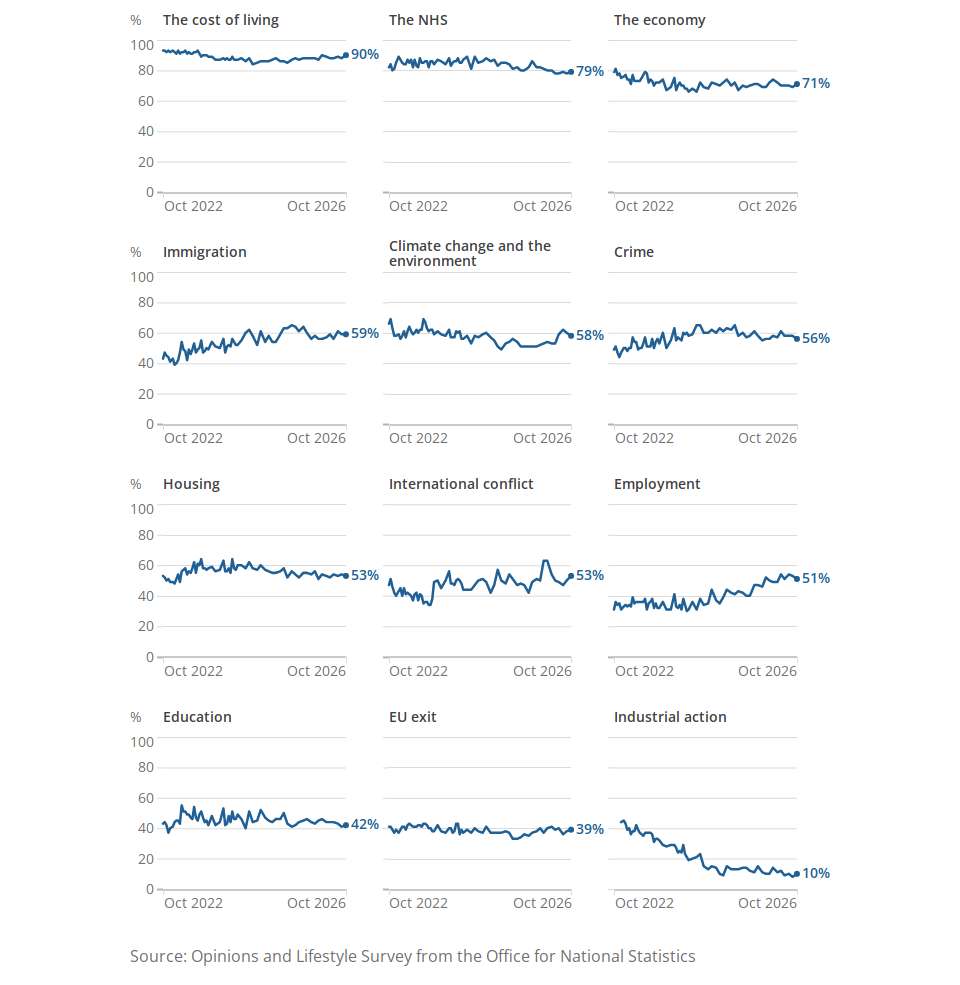 % The cost of living The NHS The economy
100
80
60
40
20
0
90% 79% 71%
Oct 2022 Oct 2026 Oct 2022 Oct 2026 Oct 2022 Oct 2026
% Immigration Climate change and the environment Crime
100
80
60
40
20
0
59% 58% 56%
Oct 2022 Oct 2026 Oct 2022 Oct 2026 Oct 2022 Oct 2026
% Housing International conflict Employment
100
80
60
40
20
0
53% 53% 51%
Oct 2022 Oct 2026 Oct 2022 Oct 2026 Oct 2022 Oct 2026
% Education EU exit Industrial action
100
80
60
40
20
0
42% 39% 10%
Oct 2022 Oct 2026 Oct 2022 Oct 2026 Oct 2022 Oct 2026
Source: Opinions and Lifestyle Survey from the Office for National Statistics